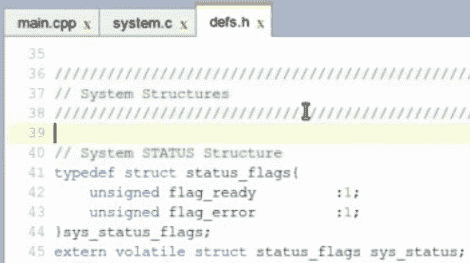 main.cpp x system.c x defs.h x
35
36 ////////////////////////////////////////////////
37 // System Structures
38 ////////////////////////////////////////////////
39
40 // System STATUS Structure
41 typedef struct status_flags{
42     unsigned flag_ready         :1;
43     unsigned flag_error         :1;
44 }sys_status_flags;
45 extern volatile struct status_flags sys_status;